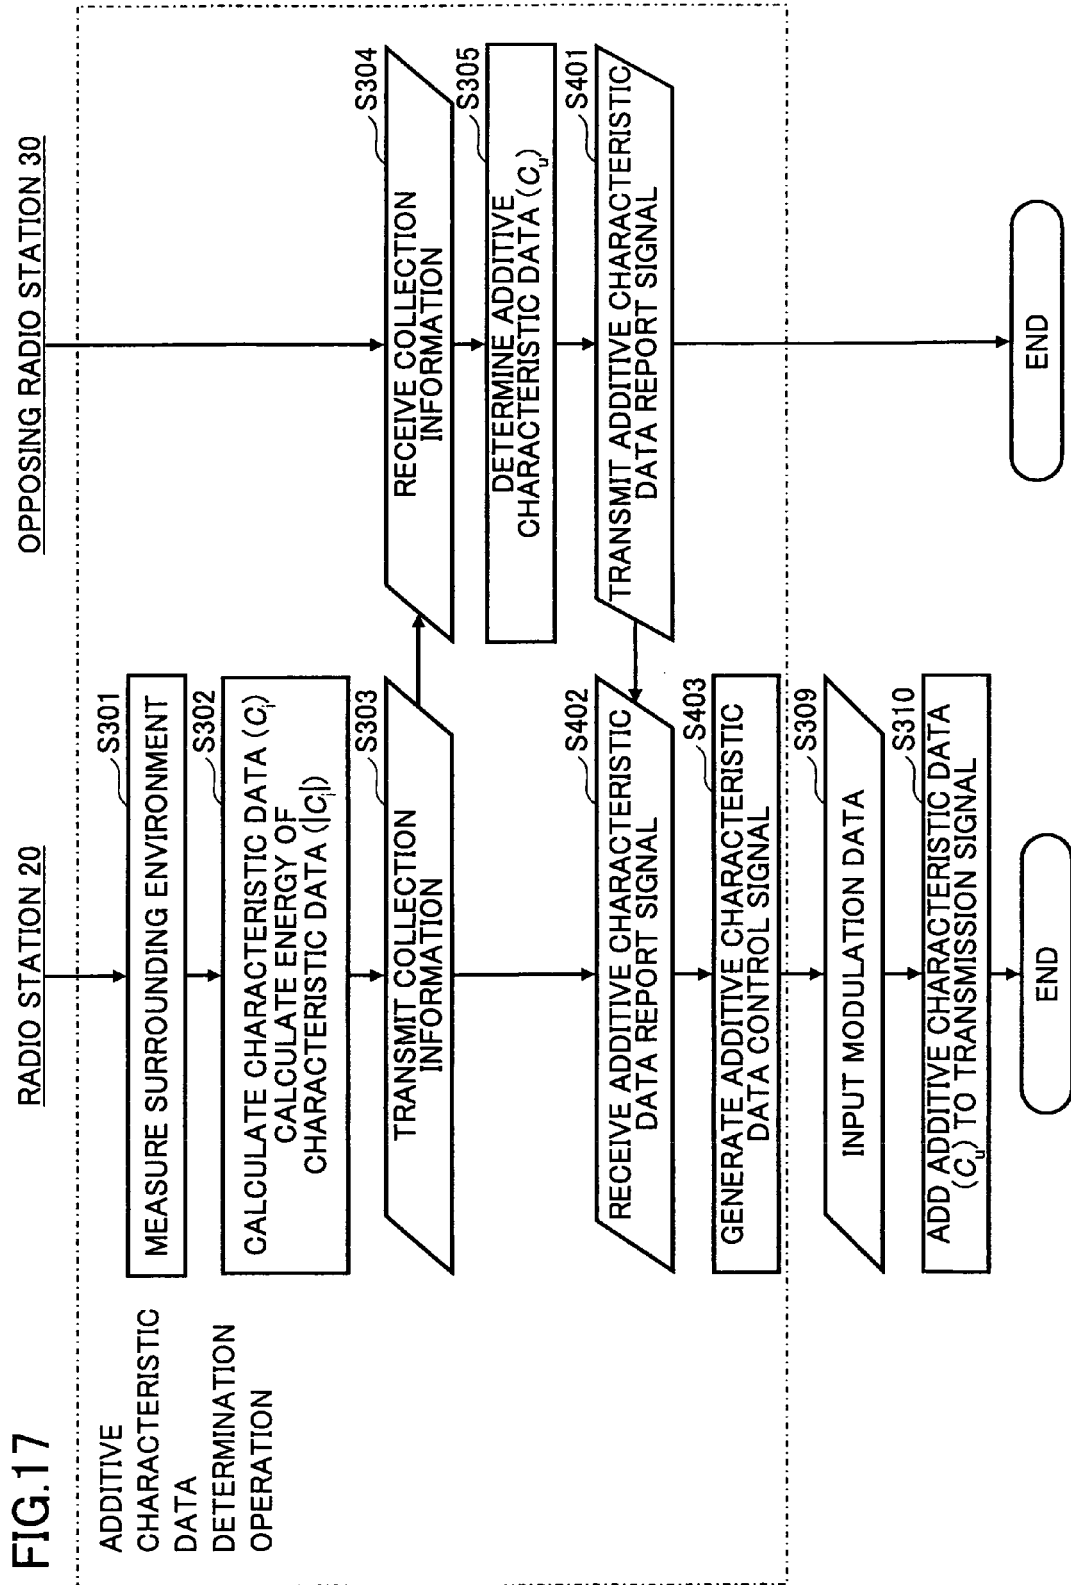 FIG.17
ADDITIVE
CHARACTERISTIC
DATA
DETERMINATION
OPERATION
RADIO STATION 20
S301
MEASURE SURROUNDING ENVIRONMENT
S302
CALCULATE CHARACTERISTIC DATA (Ci)
CALCULATE ENERGY OF
CHARACTERISTIC DATA (|Ci|)
S303
TRANSMIT COLLECTION
INFORMATION
S402
RECEIVE ADDITIVE CHARACTERISTIC
DATA REPORT SIGNAL
S403
GENERATE ADDITIVE CHARACTERISTIC
DATA CONTROL SIGNAL
S309
INPUT MODULATION DATA
S310
ADD ADDITIVE CHARACTERISTIC DATA
(Cu) TO TRANSMISSION SIGNAL
END
OPPOSING RADIO STATION 30
S304
RECEIVE COLLECTION
INFORMATION
S305
DETERMINE ADDITIVE
CHARACTERISTIC DATA (Cu)
S401
TRANSMIT ADDITIVE CHARACTERISTIC
DATA REPORT SIGNAL
END